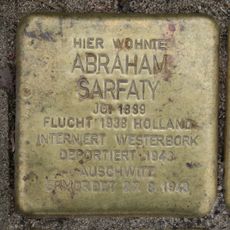 HIER WOHNTE
ABRAHAM
SARFATY
JG. 1889
FLUCHT 1938 HOLLAND
INTERNIERT WESTERBORK
DEPORTIERT 1943
AUSCHWITZ
ERMORDET 27.8.1943